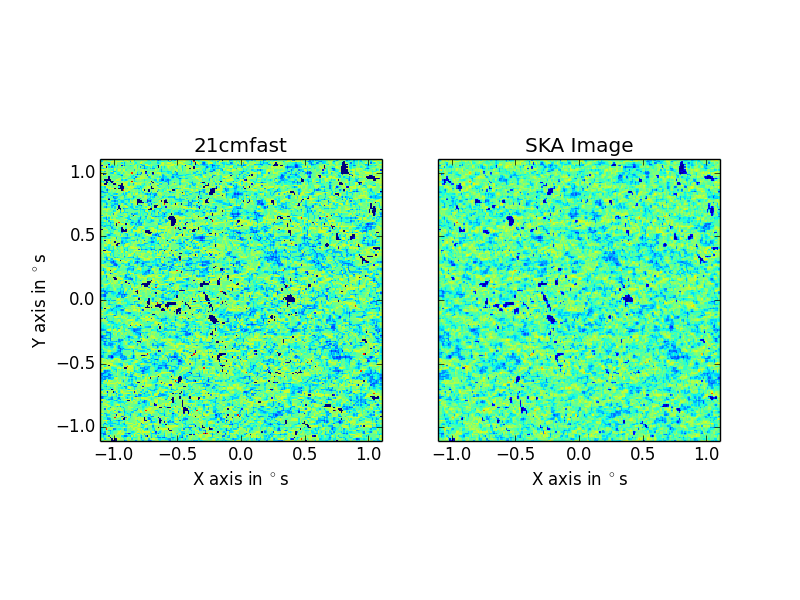 21cmfast
SKA Image
1.0
0.5
0.0
−0.5
−1.0
Y axis in °s
−1.0 −0.5 0.0 0.5 1.0
−1.0 −0.5 0.0 0.5 1.0
X axis in °s
X axis in °s